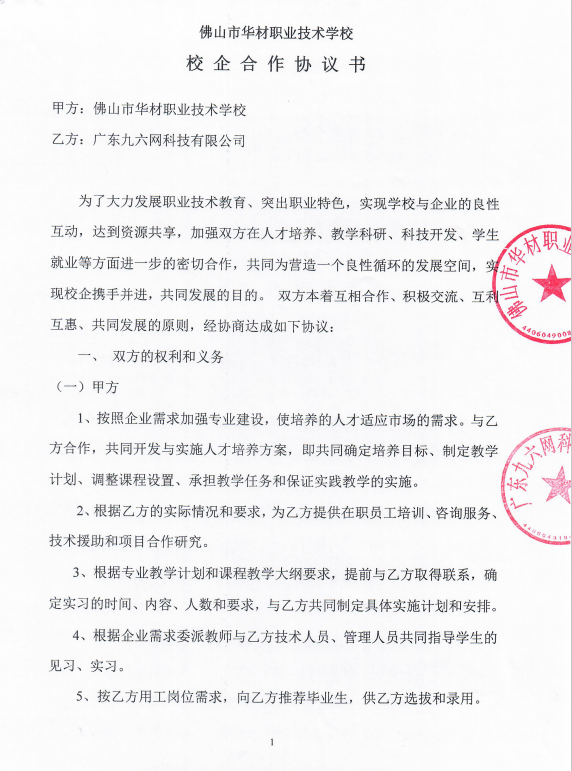 佛山市华材职业技术学校
校企合作协议书
甲方：佛山市华材职业技术学校
乙方：广东九六网科技有限公司
为了大力发展职业技术教育、突出职业特色，实现学校与企业的良性
互动，达到资源共享，加强双方在人才培养、教学科研、科技开发、学生
就业等方面进一步的密切合作，共同为营造一个良性循环的发展空间，实
现校企携手并进，共同发展的目的。 双方本着互相合作、积极交流、互利
互惠、共同发展的原则，经协商达成如下协议：
一、 双方的权利和义务
（一）甲方
1、按照企业需求加强专业建设，使培养的人才适应市场的需求。与乙
方合作，共同开发与实施人才培养方案，即共同确定培养目标、制定教学
计划、调整课程设置、承担教学任务和保证实践教学的实施。
2、根据乙方的实际情况和要求，为乙方提供在职员工培训、咨询服务、
技术援助和项目合作研究。
3、根据专业教学计划和课程教学大纲要求，提前与乙方取得联系，确
定实习的时间、内容、人数和要求，与乙方共同制定具体实施计划和安排。
4、根据企业需求委派教师与乙方技术人员、管理人员共同指导学生的
见习、实习。
5、按乙方用工岗位需求，向乙方推荐毕业生，供乙方选拔和录用。
1
佛山市华材职
广东九六网科